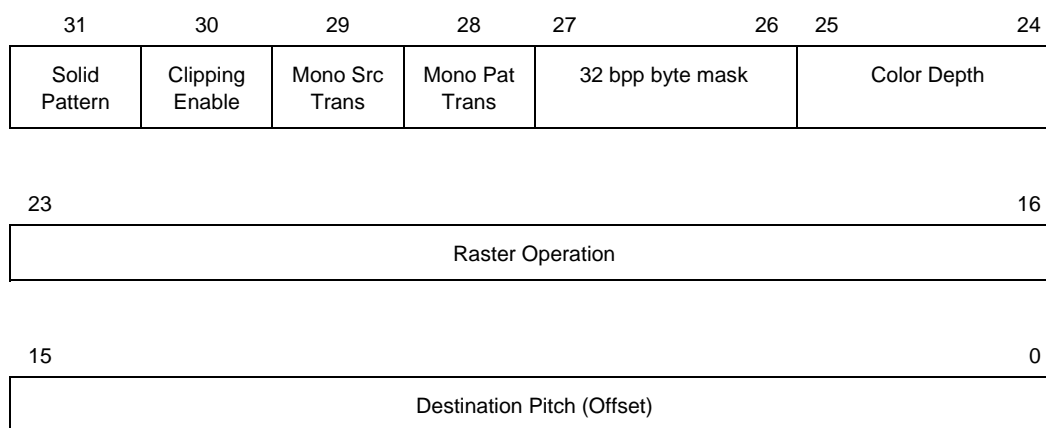 31 30 29 28 27 26 25 24
Solid Pattern Clipping Enable Mono Src Trans Mono Pat Trans 32 bpp byte mask Color Depth
23 16
Raster Operation
15 0
Destination Pitch (Offset)